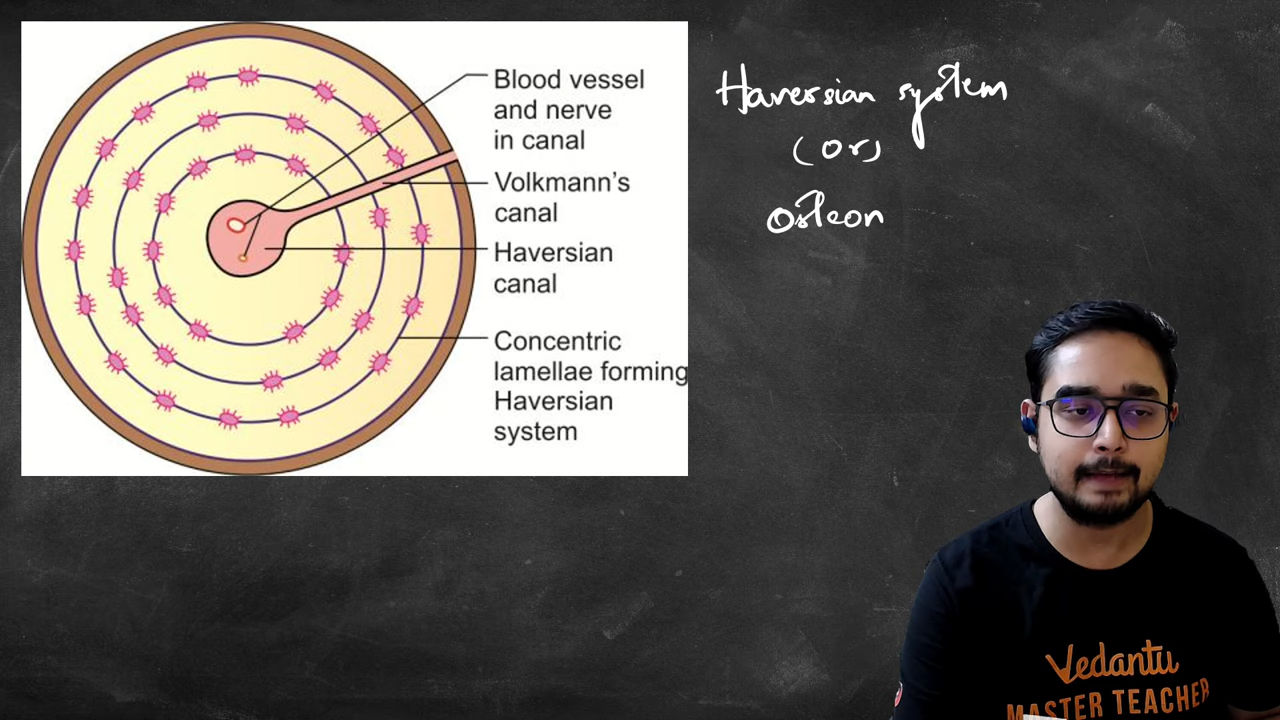 Blood vessel
and nerve
in canal
Volkmann's
canal
Haversian
canal
Concentric
lamellae forming
Haversian
system
Haversian system
(or)
Osteon
Vedantu
MASTER TEACHER